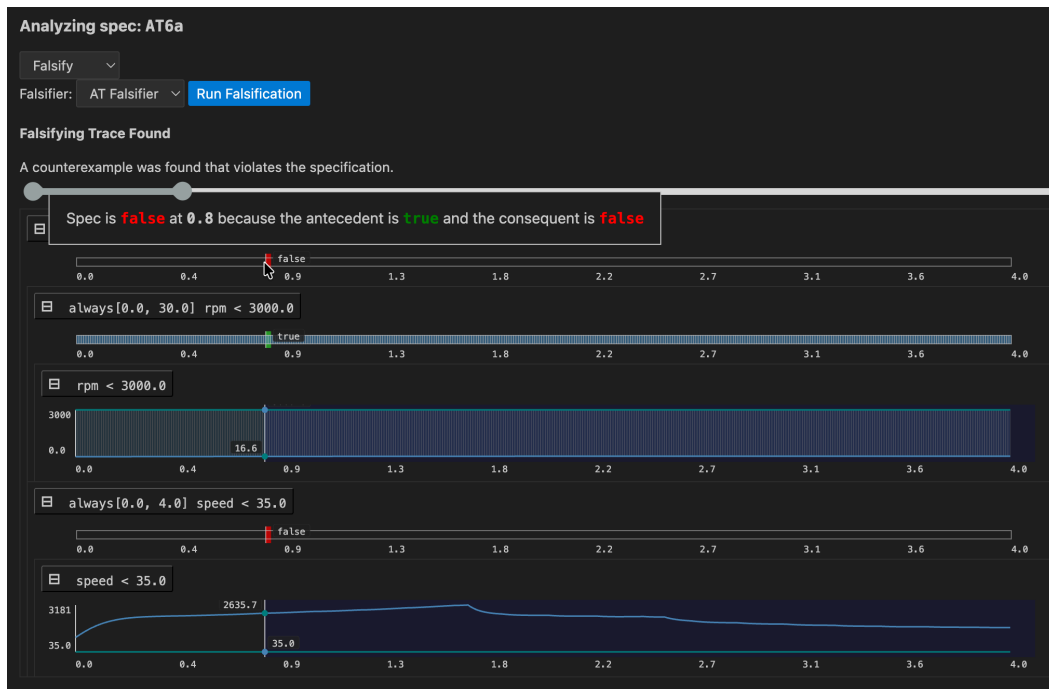 Analyzing spec: AT6a
Falsify
Falsifier: AT Falsifier Run Falsification
Falsifying Trace Found
A counterexample was found that violates the specification.
Spec is false at 0.8 because the antecedent is true and the consequent is false
false
0.0 0.4 0.9 1.3 1.8 2.2 2.7 3.1 3.6 4.0
always[0.0, 30.0] rpm < 3000.0
true
0.0 0.4 0.9 1.3 1.8 2.2 2.7 3.1 3.6 4.0
rpm < 3000.0
3000
16.6
0.0
0.0 0.4 0.9 1.3 1.8 2.2 2.7 3.1 3.6 4.0
always[0.0, 4.0] speed < 35.0
false
0.0 0.4 0.9 1.3 1.8 2.2 2.7 3.1 3.6 4.0
speed < 35.0
2635.7
3181
35.0
35.0
0.0 0.4 0.9 1.3 1.8 2.2 2.7 3.1 3.6 4.0